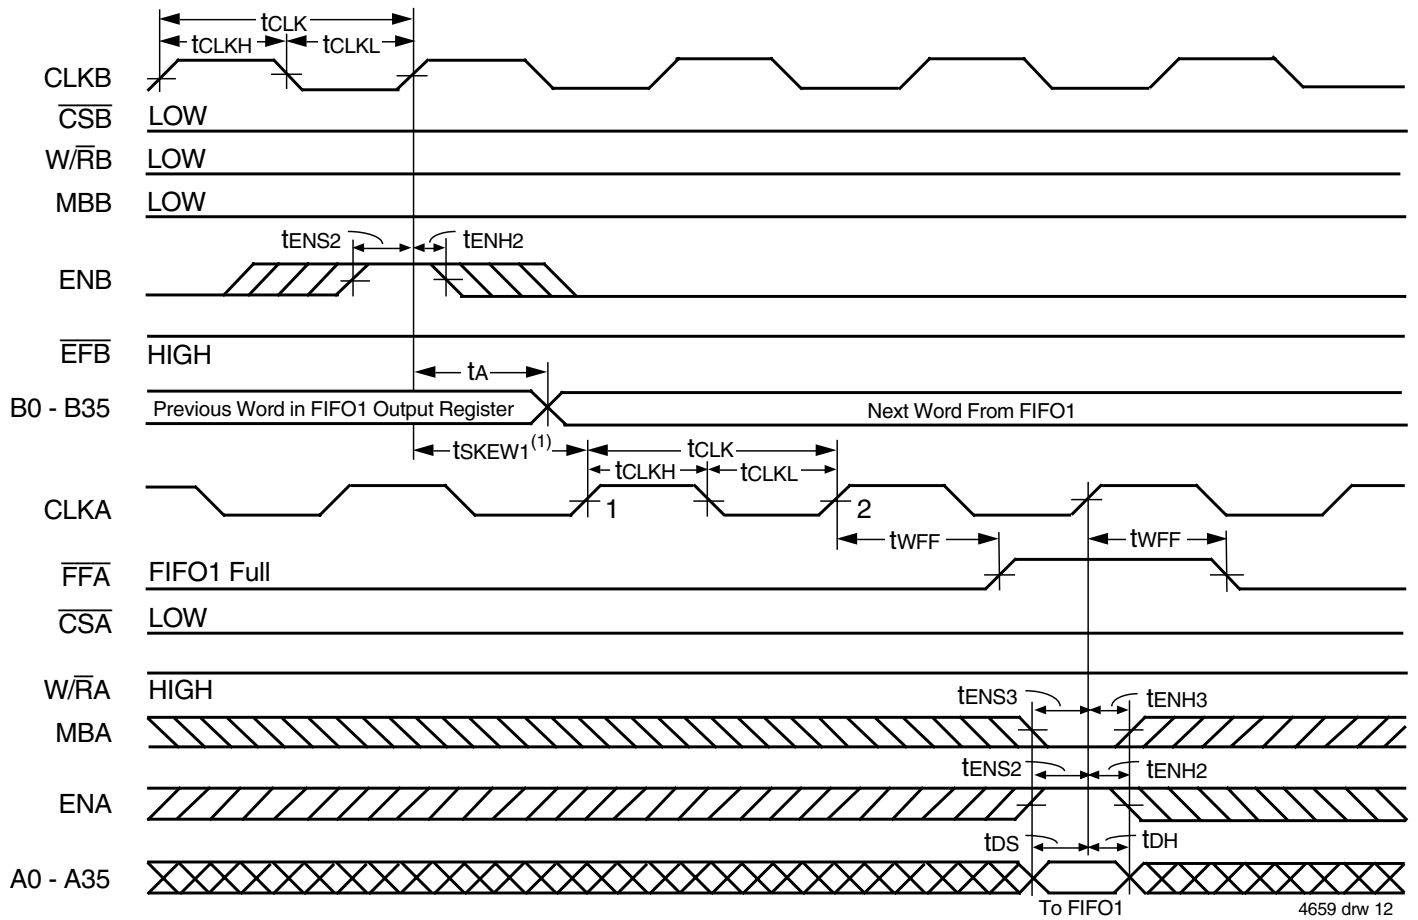 tCLK
tCLKH
tCLKL
CLKB
CSB
LOW
W/RB
LOW
MBB
LOW
tENS2
tENH2
ENB
EFB
HIGH
tA
B0 - B35
Previous Word in FIFO1 Output Register
Next Word From FIFO1
tSKEW1(1)
tCLK
tCLKH
tCLKL
CLKA
1
2
tWFF
tWFF
FFA
FIFO1 Full
CSA
LOW
W/RA
HIGH
tENS3
tENH3
MBA
tENS2
tENH2
ENA
tDS
tDH
A0 - A35
To FIFO1
4659 drw 12